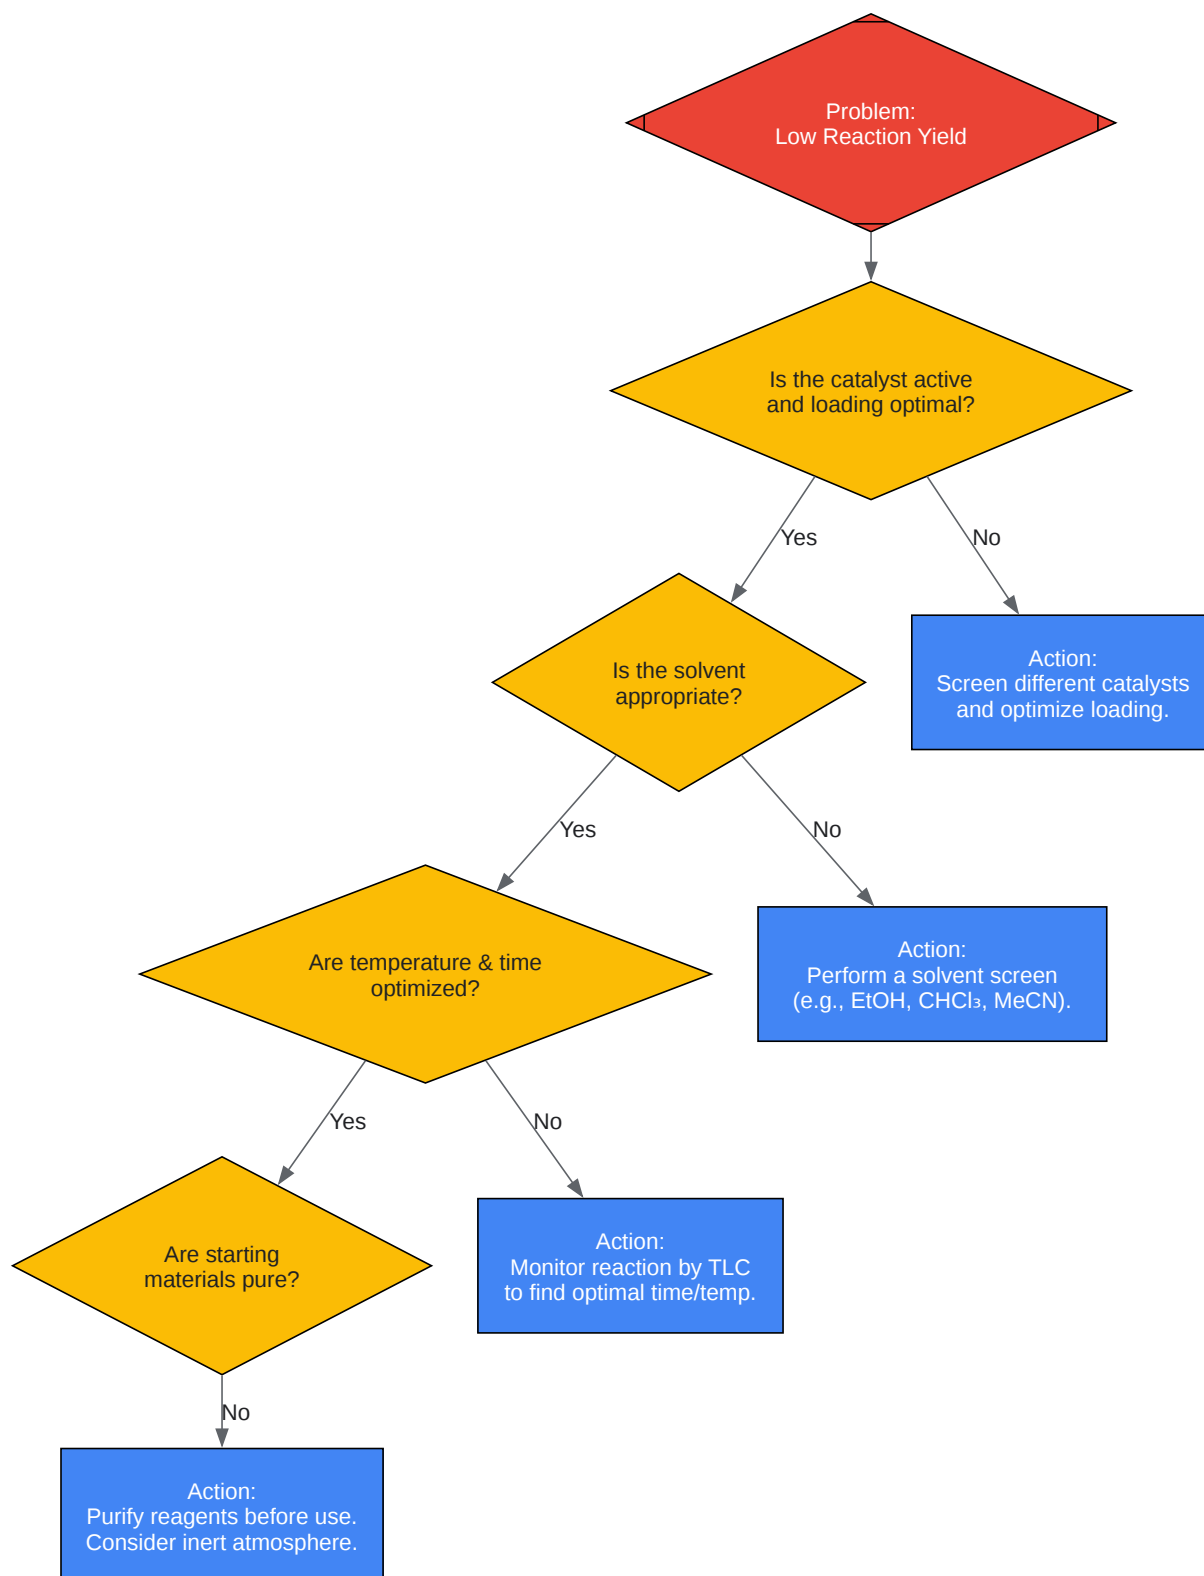 Problem:
Low Reaction Yield
Is the catalyst active
and loading optimal?
Yes
No
Is the solvent
appropriate?
Action:
Screen different catalysts
and optimize loading.
Yes
No
Are temperature & time
optimized?
Action:
Perform a solvent screen
(e.g., EtOH, CHCl₃, MeCN).
Yes
No
Are starting
materials pure?
Action:
Monitor reaction by TLC
to find optimal time/temp.
No
Action:
Purify reagents before use.
Consider inert atmosphere.